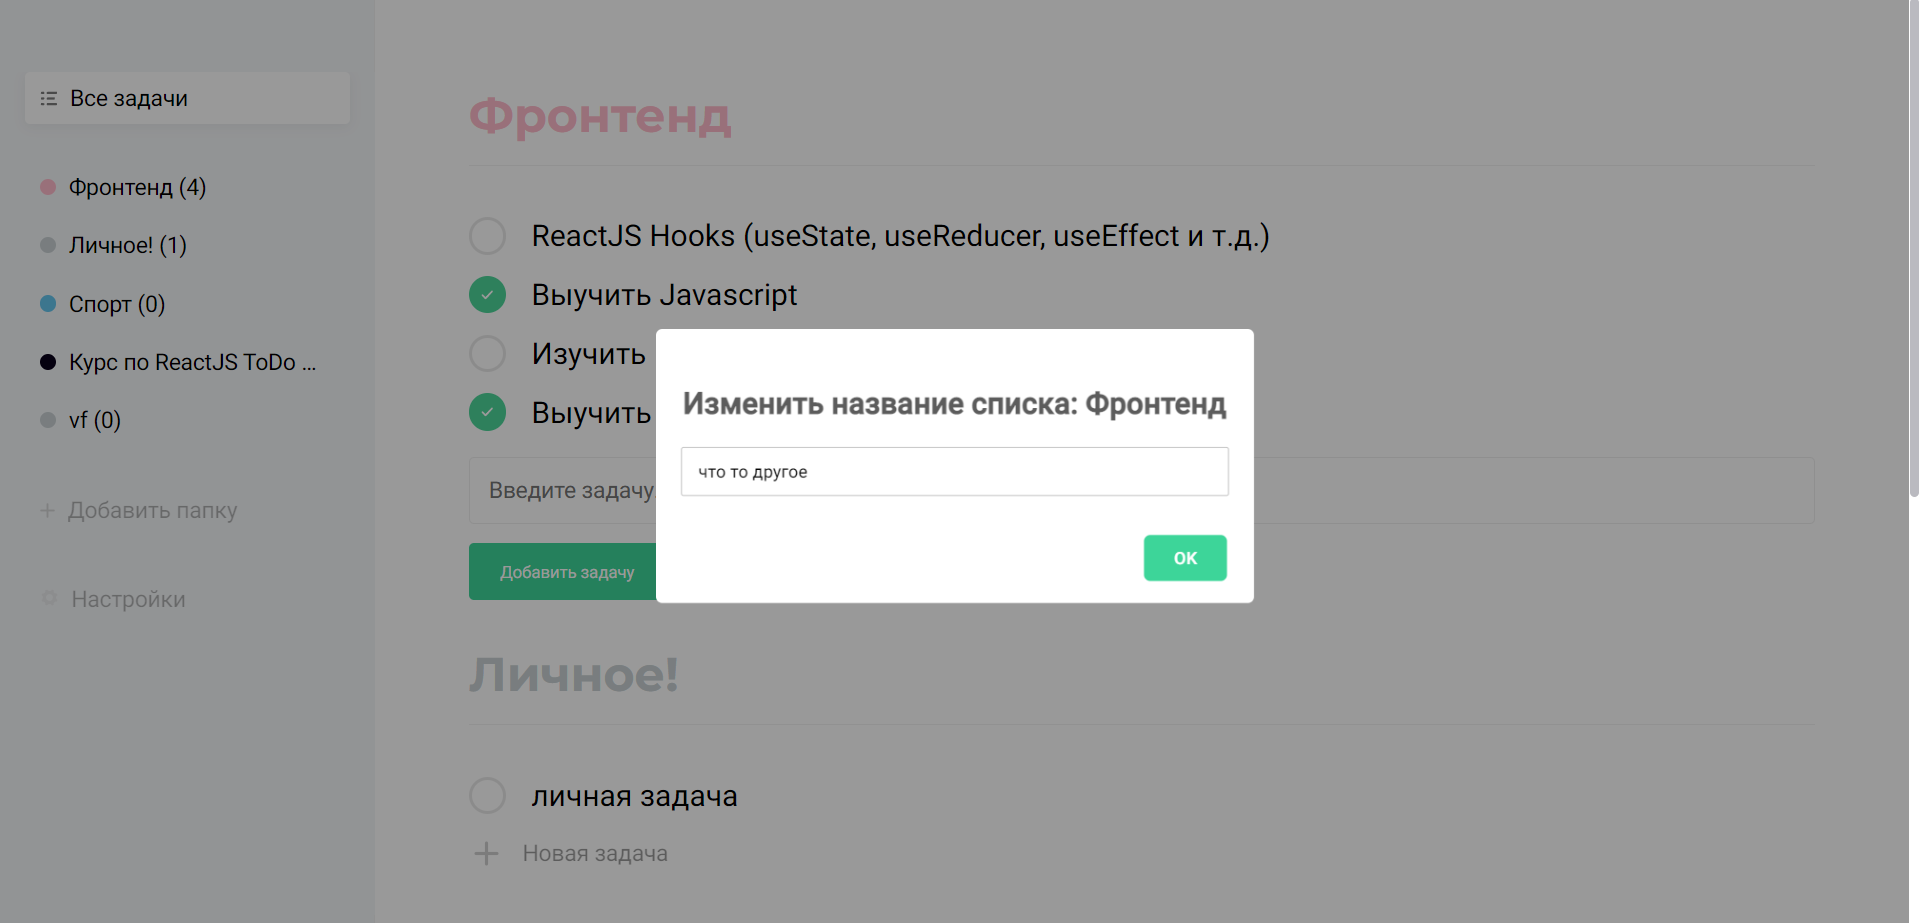 Все задачи
Фронтенд (4)
Личное! (1)
Спорт (0)
Курс по ReactJS ToDo ...
vf (0)
Добавить папку
Настройки
Фронтенд
ReactJS Hooks (useState, useReducer, useEffect и т.д.)
Выучить Javascript
Изучить
Выучить
Введите задачу.
Добавить задачу
Изменить название списка: Фронтенд
что то другое
OK
Личное!
личная задача
Новая задача